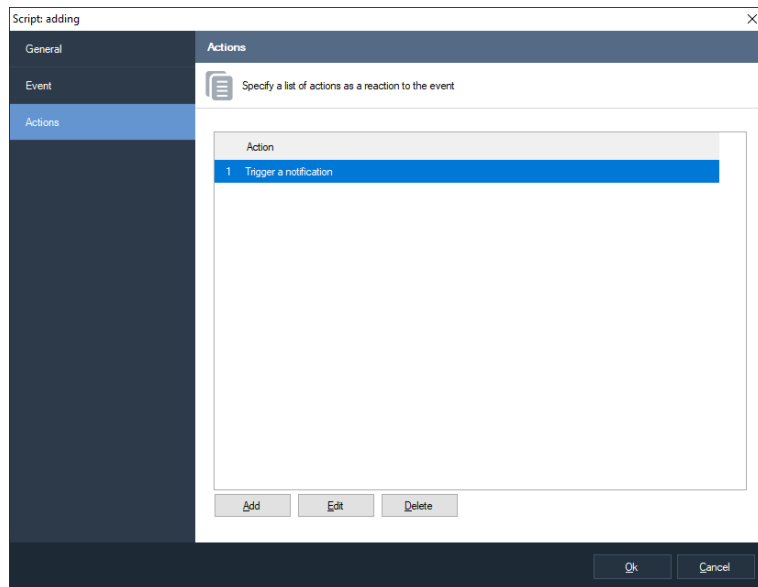 Script: adding
General
Event
Actions
Actions
Specify a list of actions as a reaction to the event
Action
1 Trigger a notification
Add Edit Delete
Ok Cancel